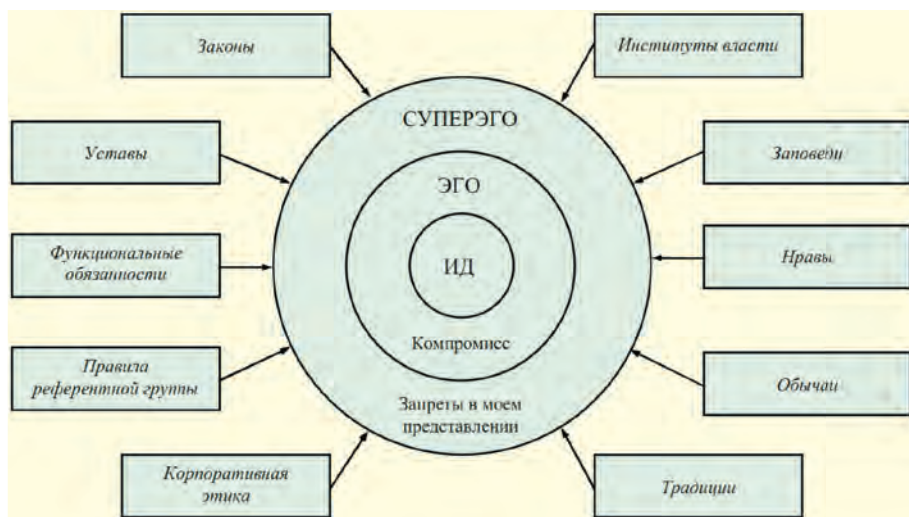 Законы
Институты власти
СУПЕРЭГО
Уставы
Заповеди
ЭГО
Функциональные
обязанности
ИД
Нравы
Компромисс
Правила
референтной группы
Обычаи
Запреты в моем
представлении
Корпоративная
этика
Традиции